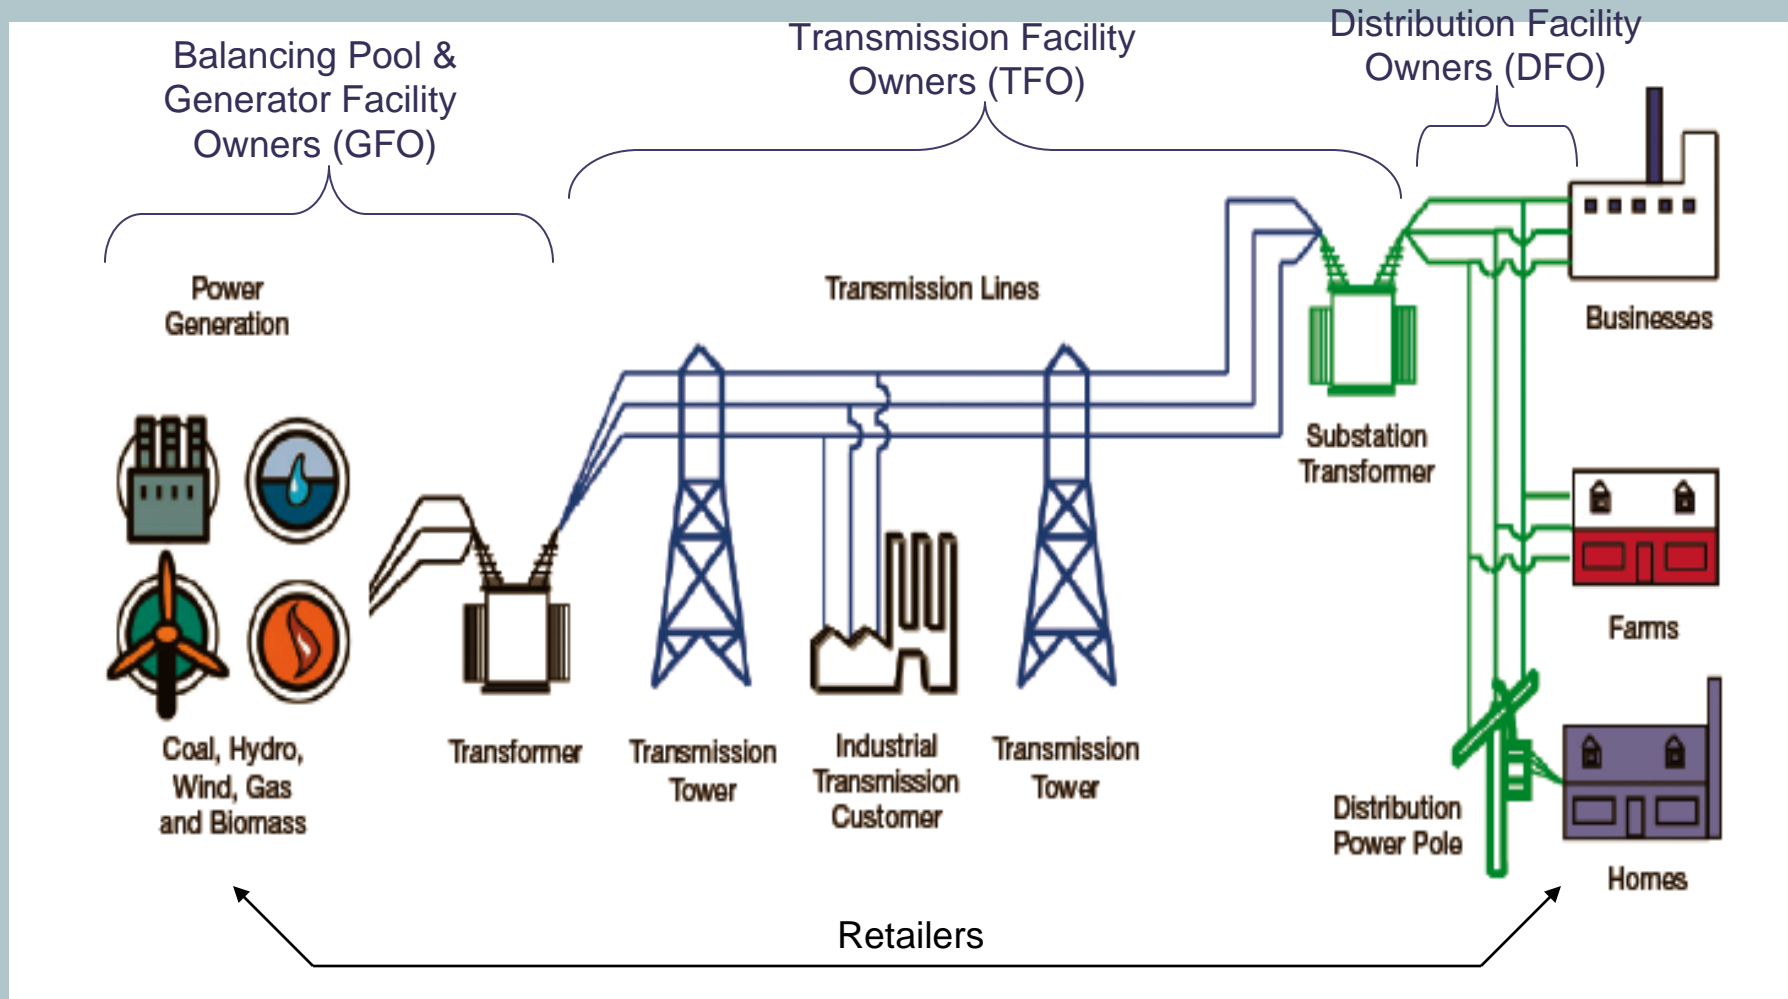 Balancing Pool &
Generator Facility
Owners (GFO)
Transmission Facility
Owners (TFO)
Distribution Facility
Owners (DFO)
Power
Generation
Transmission Lines
Businesses
Substation
Transformer
Farms
Coal, Hydro,
Wind, Gas
and Biomass
Transformer
Transmission
Tower
Industrial
Transmission
Customer
Transmission
Tower
Distribution
Power Pole
Homes
Retailers